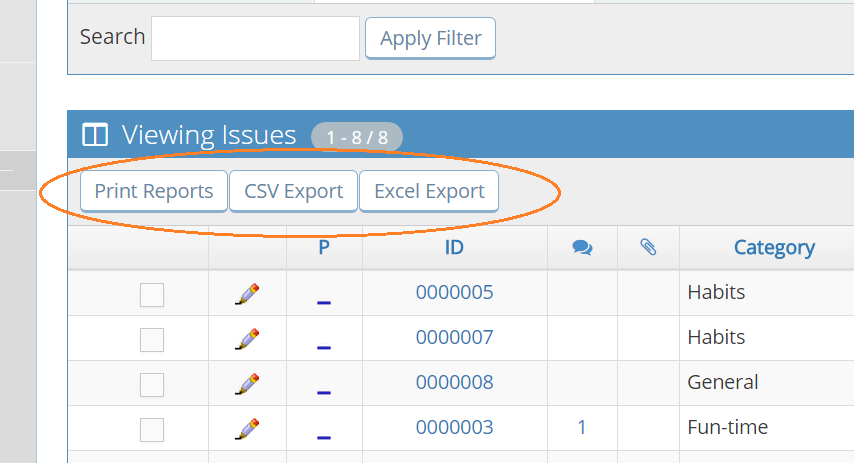 Search Apply Filter
Viewing Issues 1 - 8 / 8
Print Reports CSV Export Excel Export
P ID Category
0000005 Habits
0000007 Habits
0000008 General
0000003 1 Fun-time